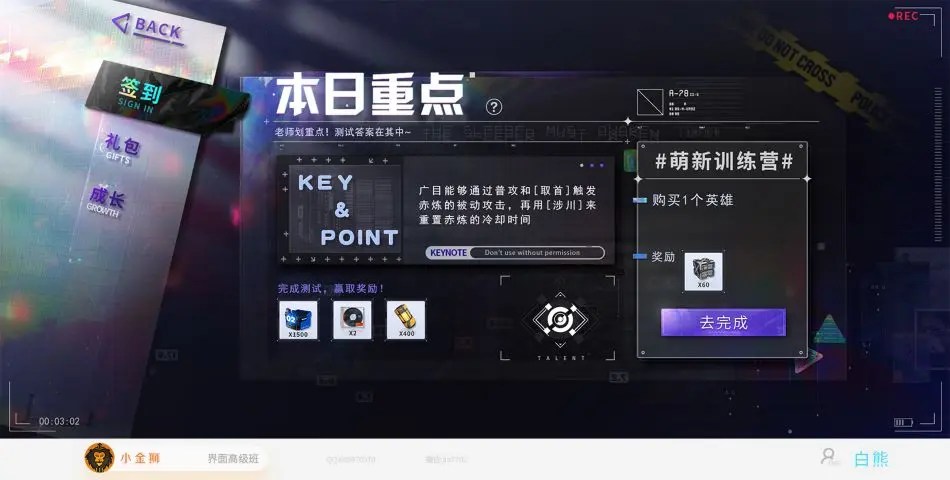 BACK
REC
DO NOT CROSS
签到
SIGN IN
礼包
GIFTS
成长
GROWTH
本日重点
?
A-78
老师划重点！测试答案在其中~
THE SLEEPER MUST AWAKEN
#萌新训练营#
KEY
&
POINT
广目能够通过普攻和[取首]触发
赤炼的被动攻击，再用[涉川]来
重置赤炼的冷却时间
KEYNOTE Don't use without permission
购买1个英雄
奖励
X60
去完成
完成测试，赢取奖励！
02
X1500
X2
X400
TALENT
00:03:02
小金狮
界面高级班
白熊